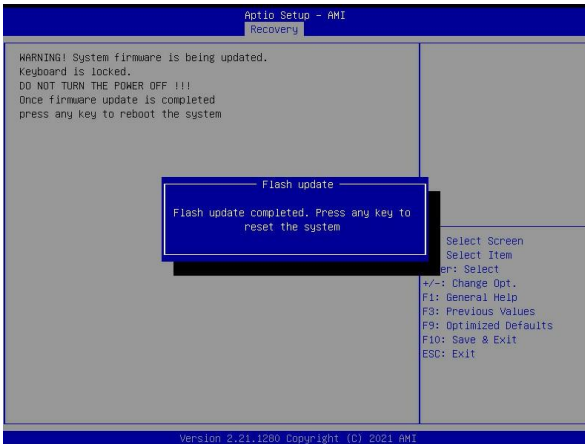 Aptio Setup - AMI
Recovery
WARNING! System firmware is being updated.
Keyboard is locked.
DO NOT TURN THE POWER OFF !!!
Once firmware update is completed
press any key to reboot the system
Flash update
Flash update completed. Press any key to
reset the system
Select Screen
Select Item
er: Select
+/-: Change Opt.
F1: General Help
F3: Previous Values
F9: Optimized Defaults
F10: Save & Exit
ESC: Exit
Version 2.21.1280 Copyright (C) 2021 AMI